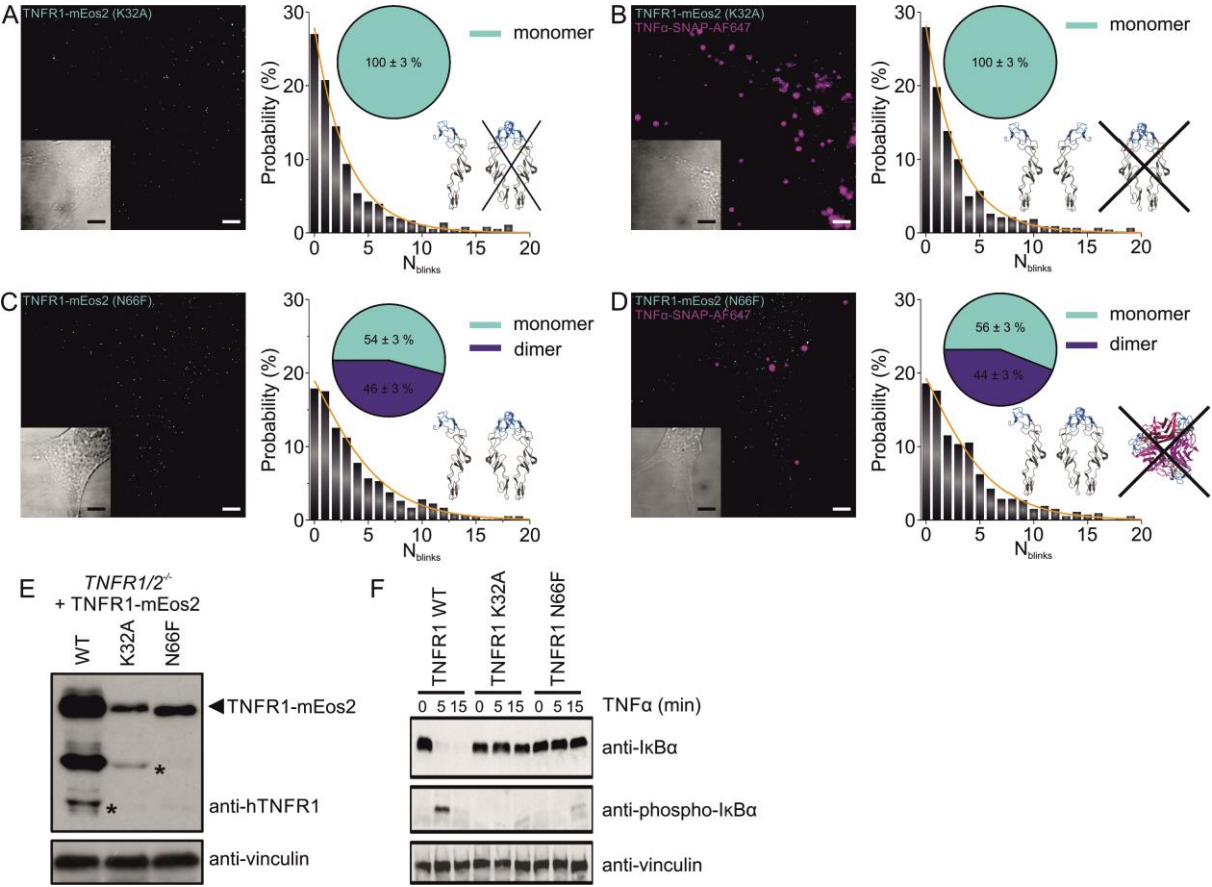 A
TNFR1-mEos2 (K32A)
30
20
10
0
Probability (%)
monomer
100 ± 3 %
0 5 10 15 20
Nblinks
B
TNFR1-mEos2 (K32A)
TNFα-SNAP-AF647
30
20
10
0
Probability (%)
monomer
100 ± 3 %
0 5 10 15 20
Nblinks
C
TNFR1-mEos2 (N66F)
30
20
10
0
Probability (%)
monomer
dimer
54 ± 3 %
46 ± 3 %
0 5 10 15 20
Nblinks
D
TNFR1-mEos2 (N66F)
TNFα-SNAP-AF647
30
20
10
0
Probability (%)
monomer
dimer
56 ± 3 %
44 ± 3 %
0 5 10 15 20
Nblinks
E
TNFR1/2-/-
+ TNFR1-mEos2
WT
K32A
N66F
TNFR1-mEos2
*
*
anti-hTNFR1
anti-vinculin
F
TNFR1 WT
TNFR1 K32A
TNFR1 N66F
0 5 15 0 5 15 0 5 15 TNFα (min)
anti-IκBα
anti-phospho-IκBα
anti-vinculin